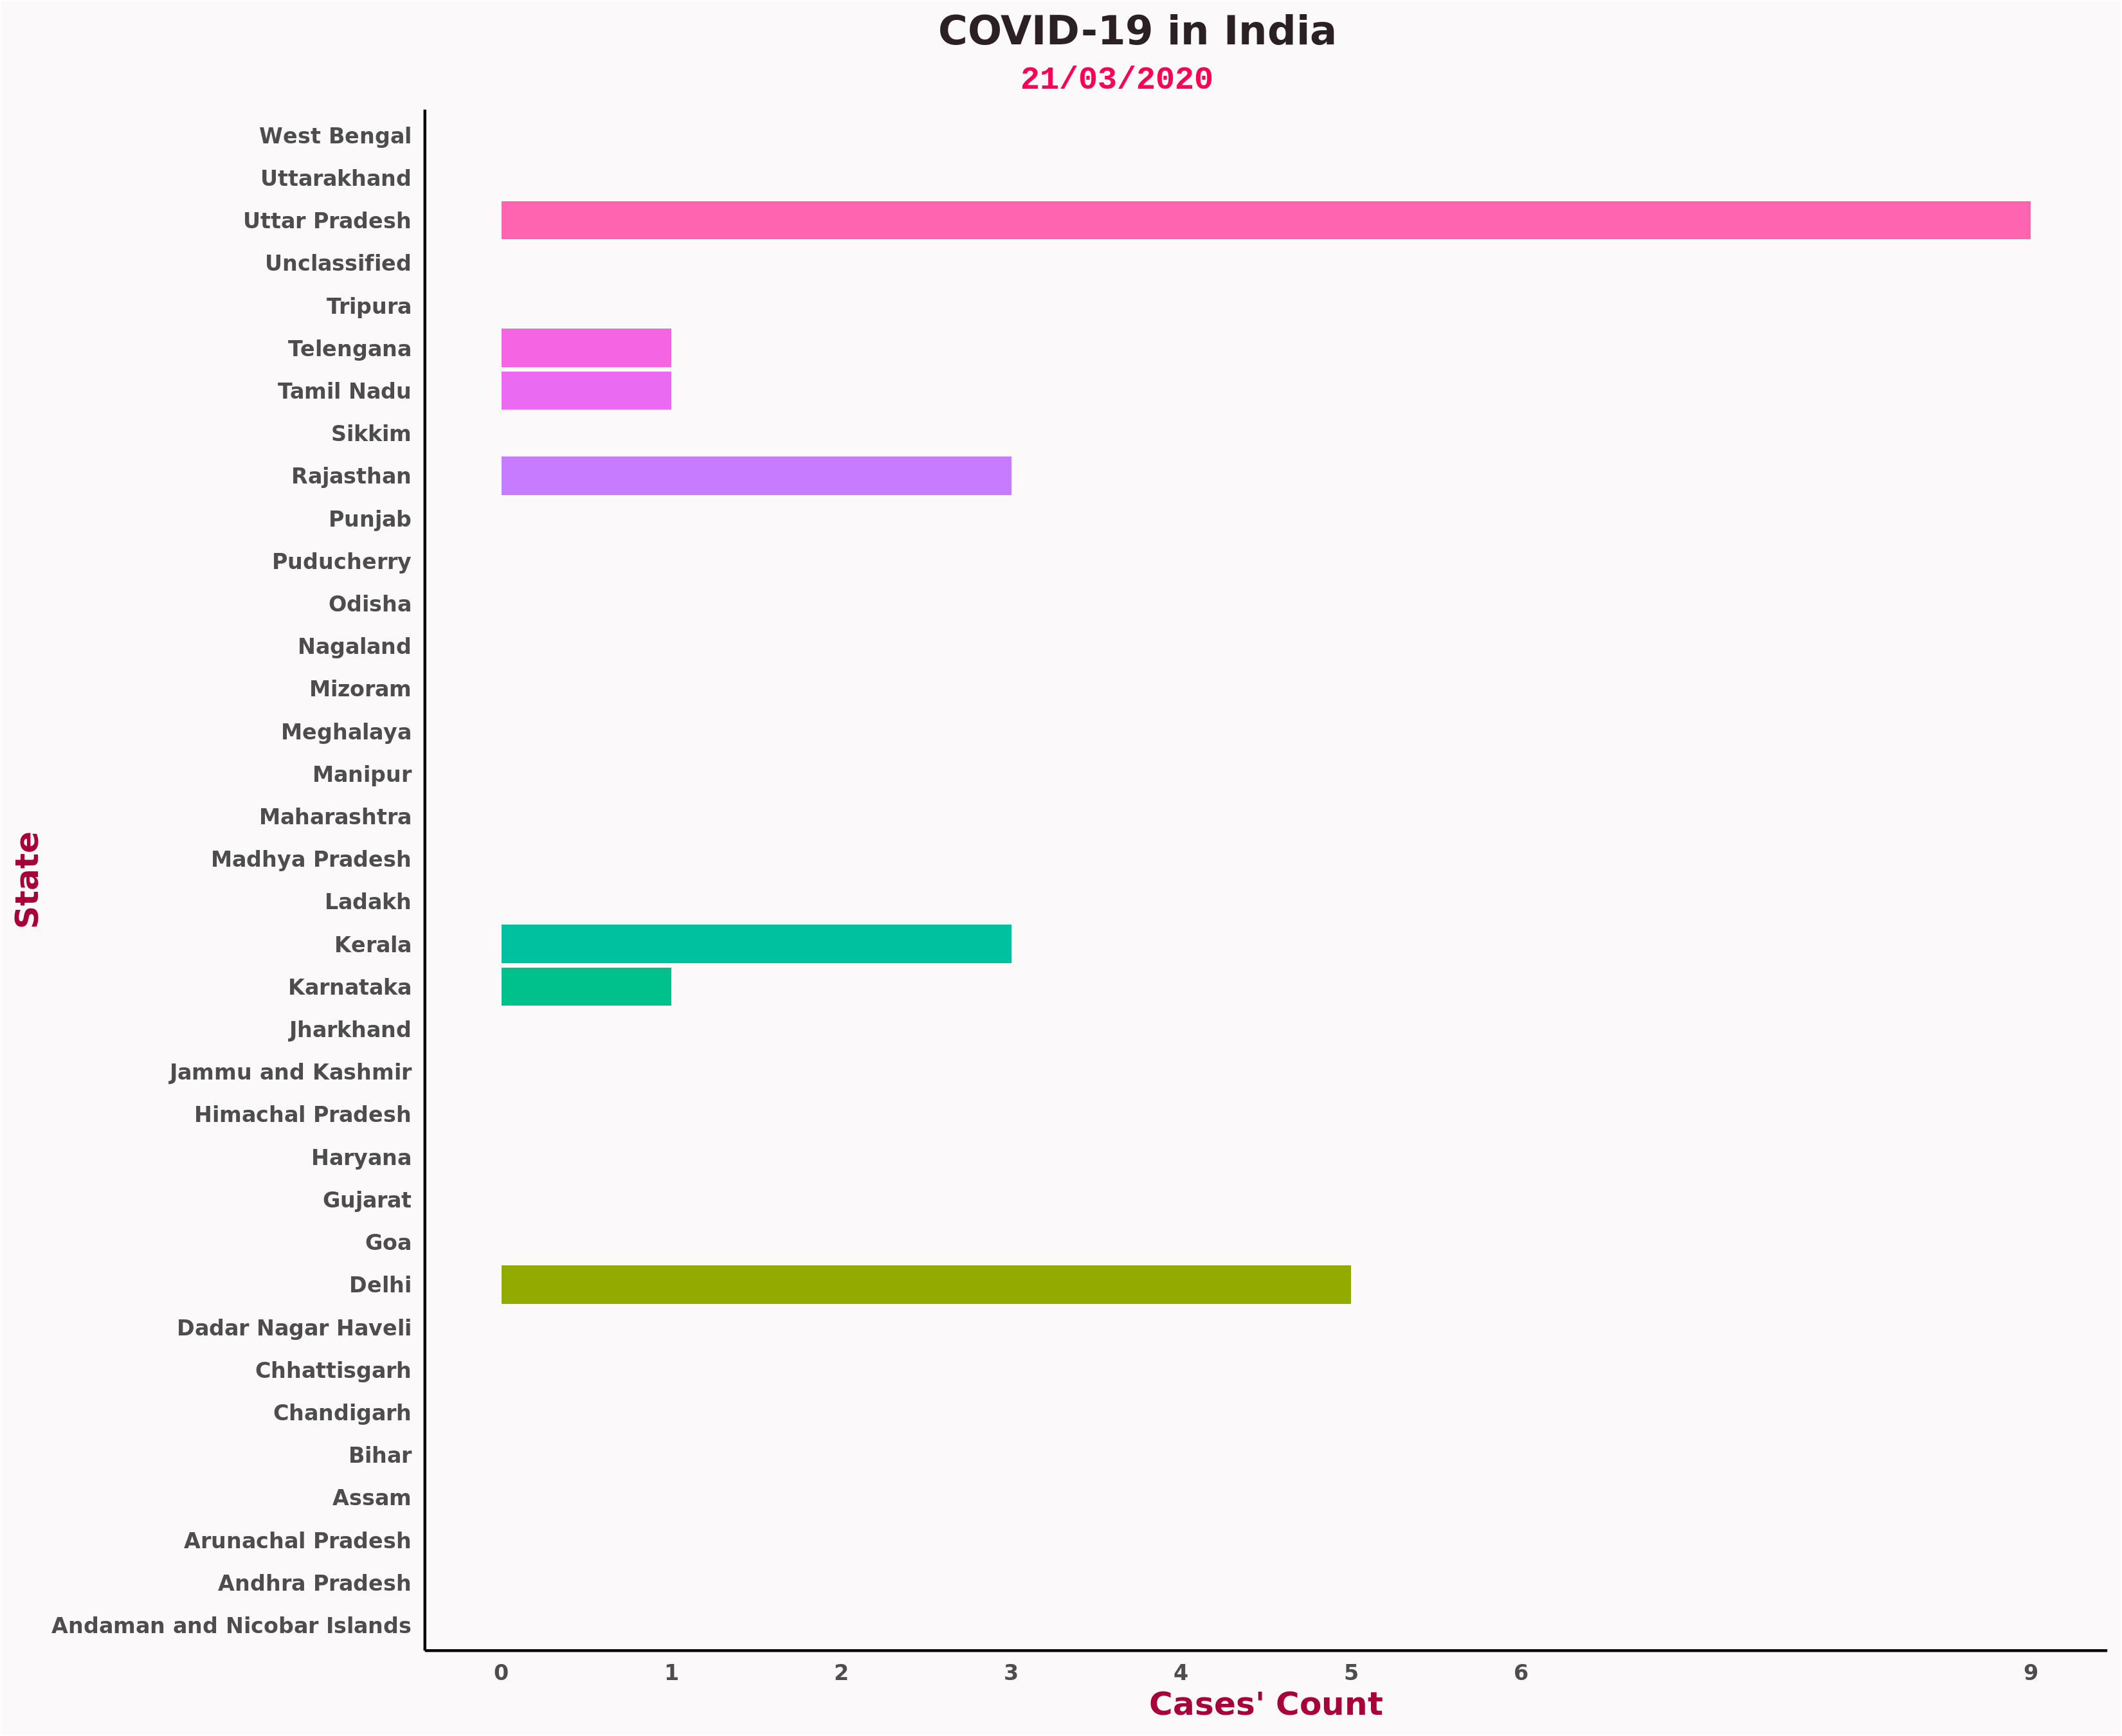 COVID-19 in India
21/03/2020
State
West Bengal
Uttarakhand
Uttar Pradesh
Unclassified
Tripura
Telengana
Tamil Nadu
Sikkim
Rajasthan
Punjab
Puducherry
Odisha
Nagaland
Mizoram
Meghalaya
Manipur
Maharashtra
Madhya Pradesh
Ladakh
Kerala
Karnataka
Jharkhand
Jammu and Kashmir
Himachal Pradesh
Haryana
Gujarat
Goa
Delhi
Dadar Nagar Haveli
Chhattisgarh
Chandigarh
Bihar
Assam
Arunachal Pradesh
Andhra Pradesh
Andaman and Nicobar Islands
0 1 2 3 4 5 6 9
Cases' Count